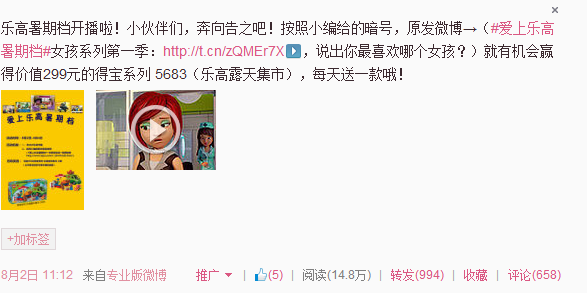 乐高暑期档开播啦！小伙伴们，奔向告之吧！按照小编给的暗号，原发微博→（#爱上乐高
暑期档#女孩系列第一季：http://t.cn/zQMEr7X，说出你最喜欢哪个女孩？）就有机会赢
得价值299元的得宝系列 5683（乐高露天集市），每天送一款哦！
爱上乐高暑期档
+加标签
8月2日 11:12 来自专业版微博 推广 | (5) | 阅读(14.8万) | 转发(994) | 收藏 | 评论(658)